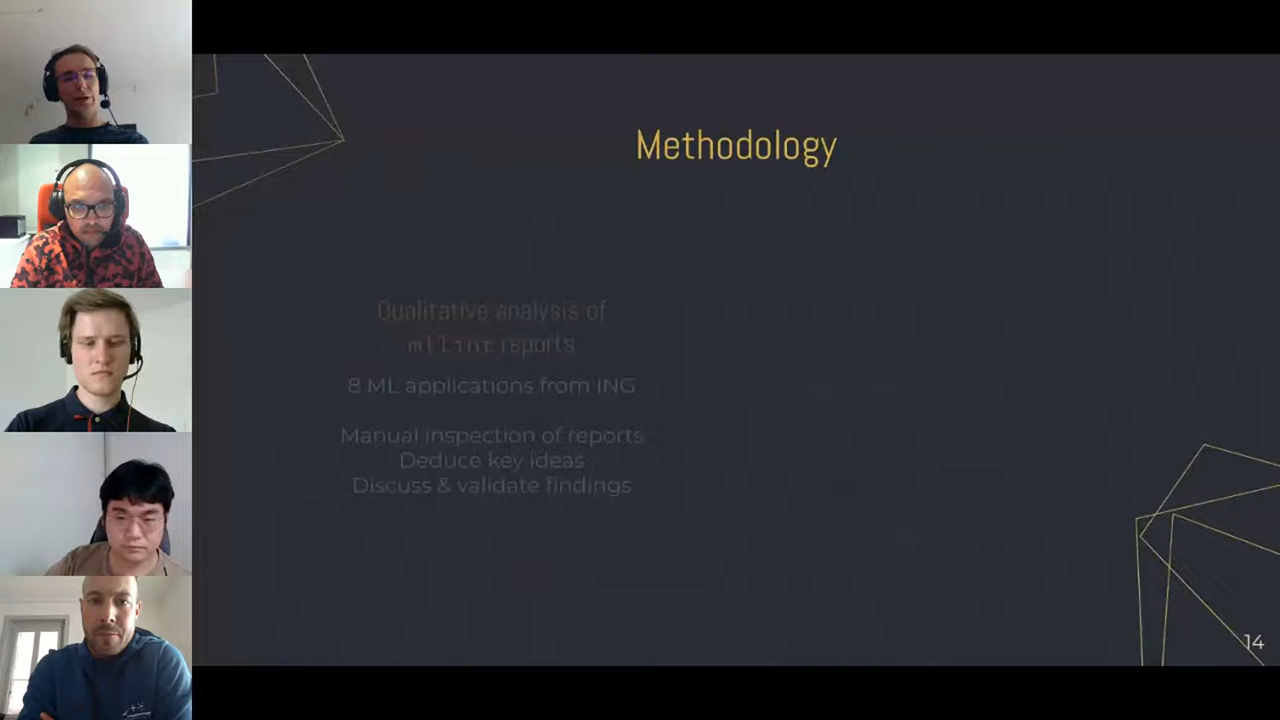 Methodology
Qualitative analysis of
mllint reports
8 ML applications from ING
Manual inspection of reports
Deduce key ideas
Discuss & validate findings
14